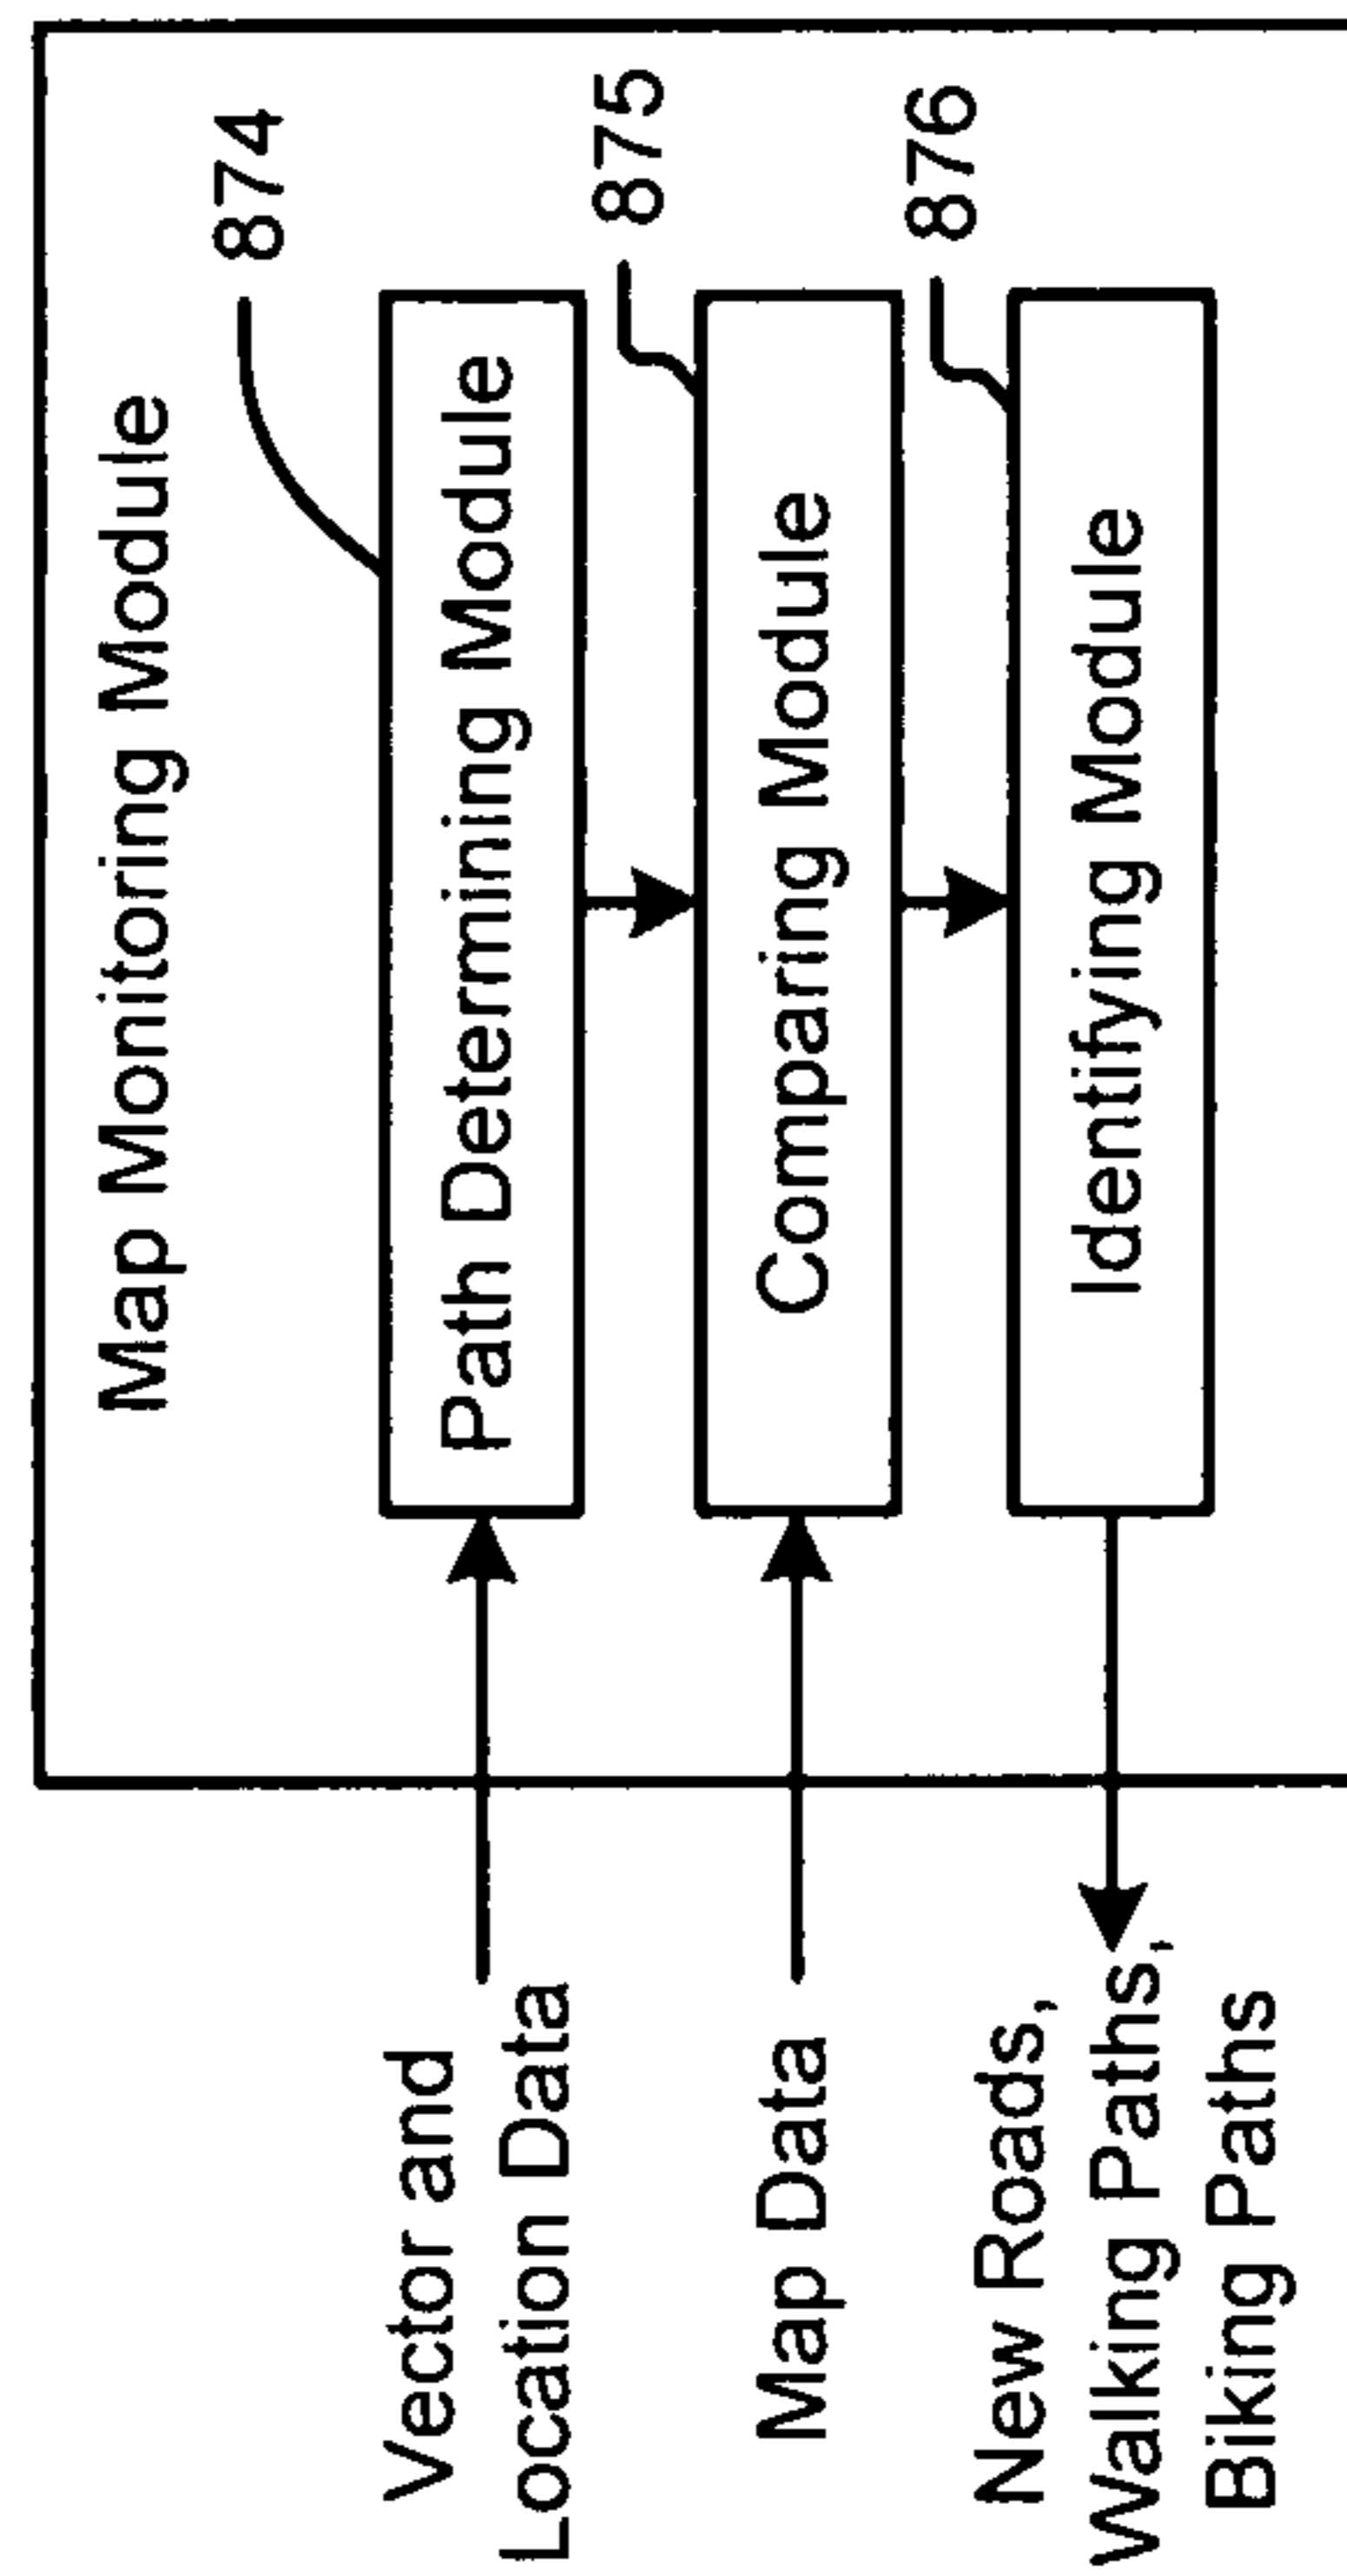 Map Monitoring Module
874
Vector and
Location Data
Path Determining Module
875
Map Data
Comparing Module
876
New Roads,
Walking Paths,
Biking Paths
Identifying Module